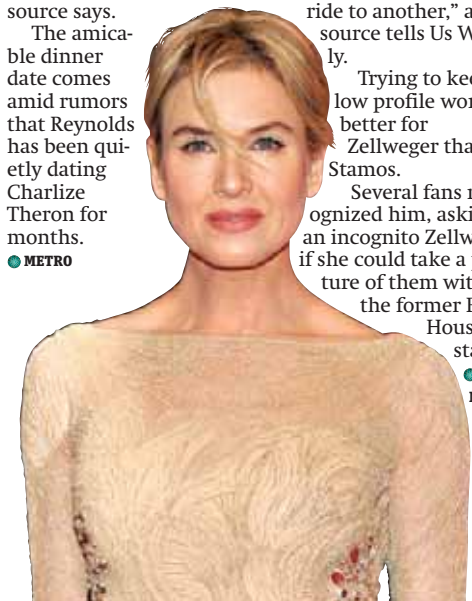 source says.
The amica-
ble dinner
date comes
amid rumors
that Reynolds
has been qui-
etly dating
Charlize
Theron for
months.
METRO
ride to another,” a
source tells Us W
ly.
Trying to kee
low profile wor
better for
Zellweger tha
Stamos.
Several fans r
ognized him, aski
an incognito Zellw
if she could take a
ture of them wit
the former
Hous
sta